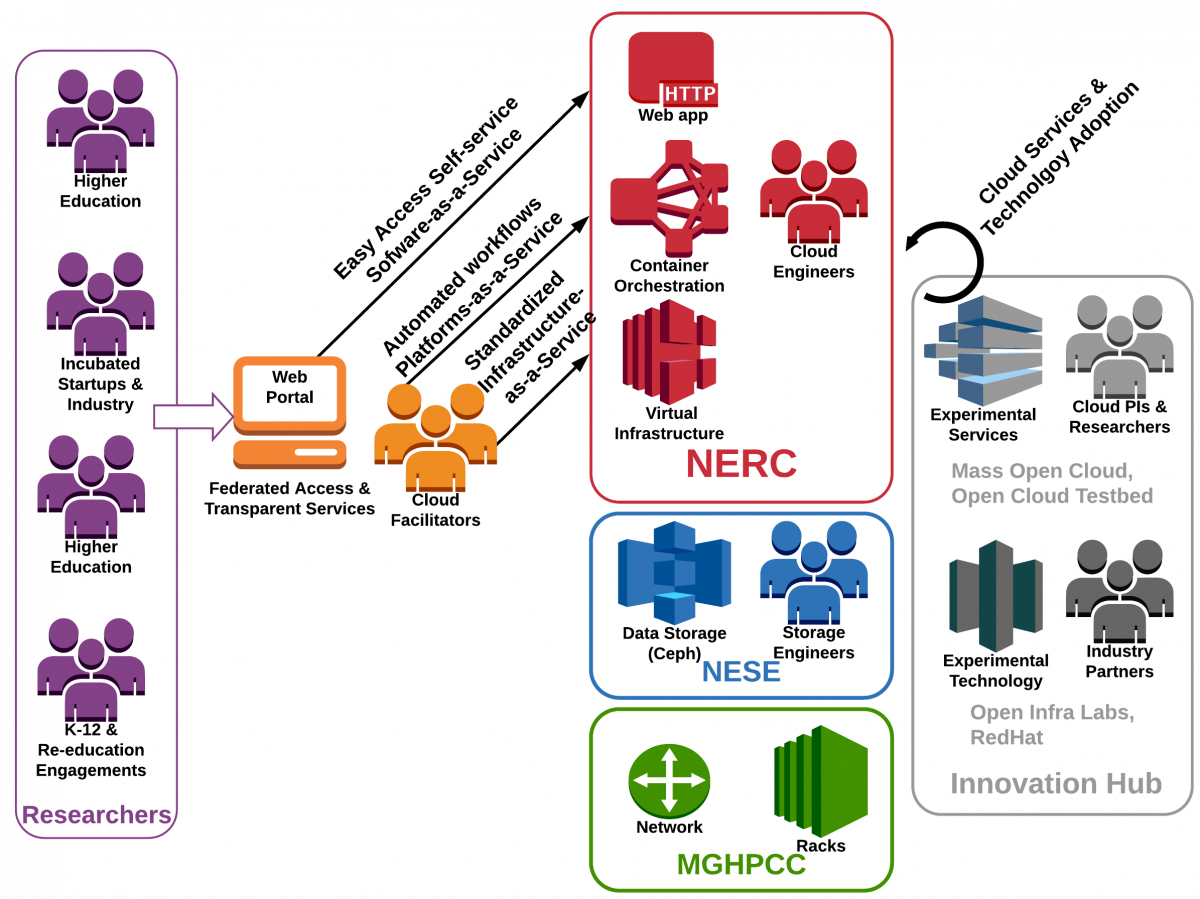 Higher
Education
Incubated
Startups &
Industry
Higher
Education
K-12 &
Re-education
Engagements
Researchers
Web
Portal
Federated Access &
Transparent Services
Cloud
Facilitators
Easy Access Self-service
Sofware-as-a-Service
Automated workflows
Platforms-as-a-Service
Standardized
Infrastructure-
as-a-Service
HTTP
Web app
Container
Orchestration
Cloud
Engineers
Virtual
Infrastructure
NERC
Data Storage
(Ceph)
Storage
Engineers
NESE
Network
Racks
MGHPCC
Cloud Services &
Technolgoy Adoption
Experimental
Services
Cloud PIs &
Researchers
Mass Open Cloud,
Open Cloud Testbed
Experimental
Technology
Industry
Partners
Open Infra Labs,
RedHat
Innovation Hub